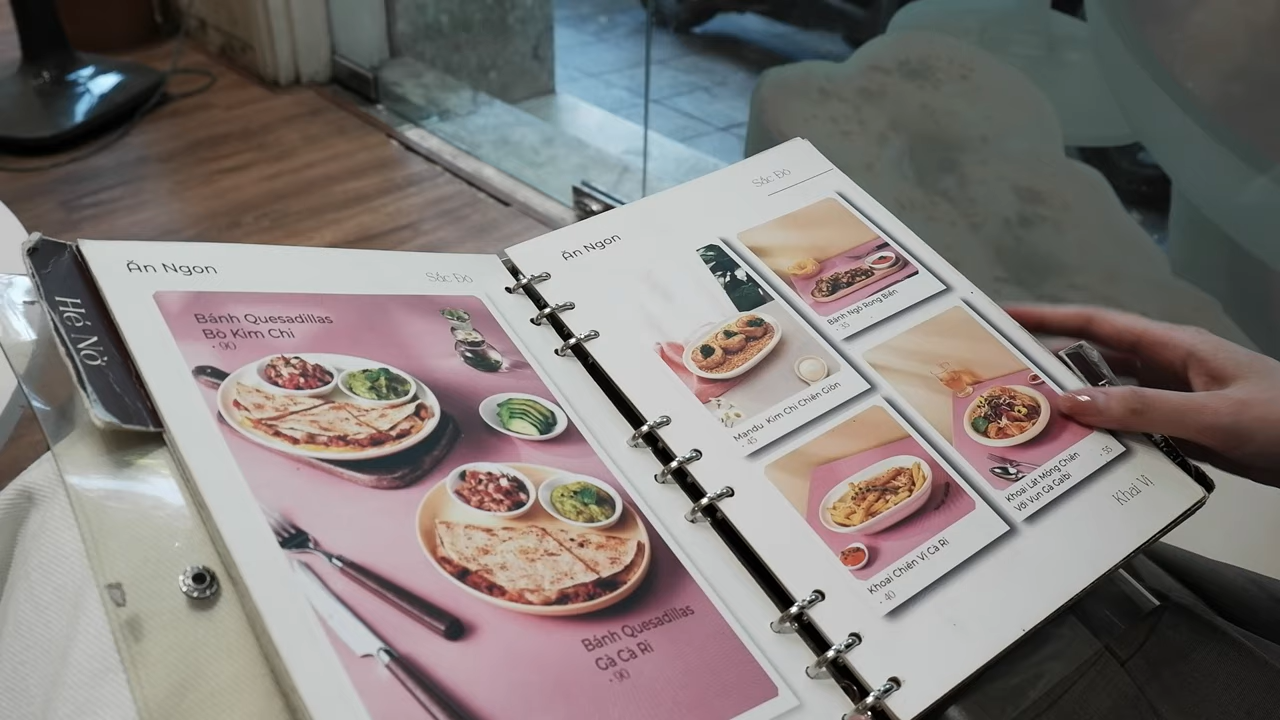 Hé Nở
Ăn Ngon
Sắc Đỏ
Bánh Quesadillas
Bò Kim Chi
• 90
Bánh Quesadillas
Gà Cà Ri
• 90
Ăn Ngon
Sắc Đỏ
Mandu Kim Chi Chiên Giòn
• 45
Bánh Ngô Rong Biển
• 35
Khoai Chiên Vị Cà Ri
• 40
Khoai Lát Mỏng Chiên
Với Vụn Gà Galbi
• 55
Khai Vị